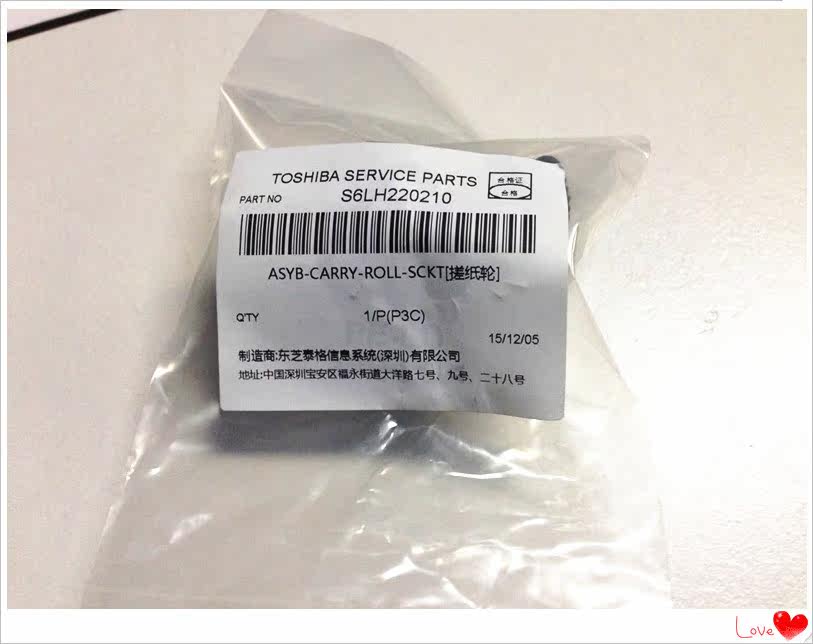 TOSHIBA SERVICE PARTS
合格证
合格
PART NO
S6LH220210
ASYB-CARRY-ROLL-SCKT[搓纸轮]
Q'TY
1/P(P3C)
15/12/05
制造商:东芝泰格信息系统(深圳)有限公司
地址:中国深圳宝安区福永街道大洋路七号、九号、二十八号
Love